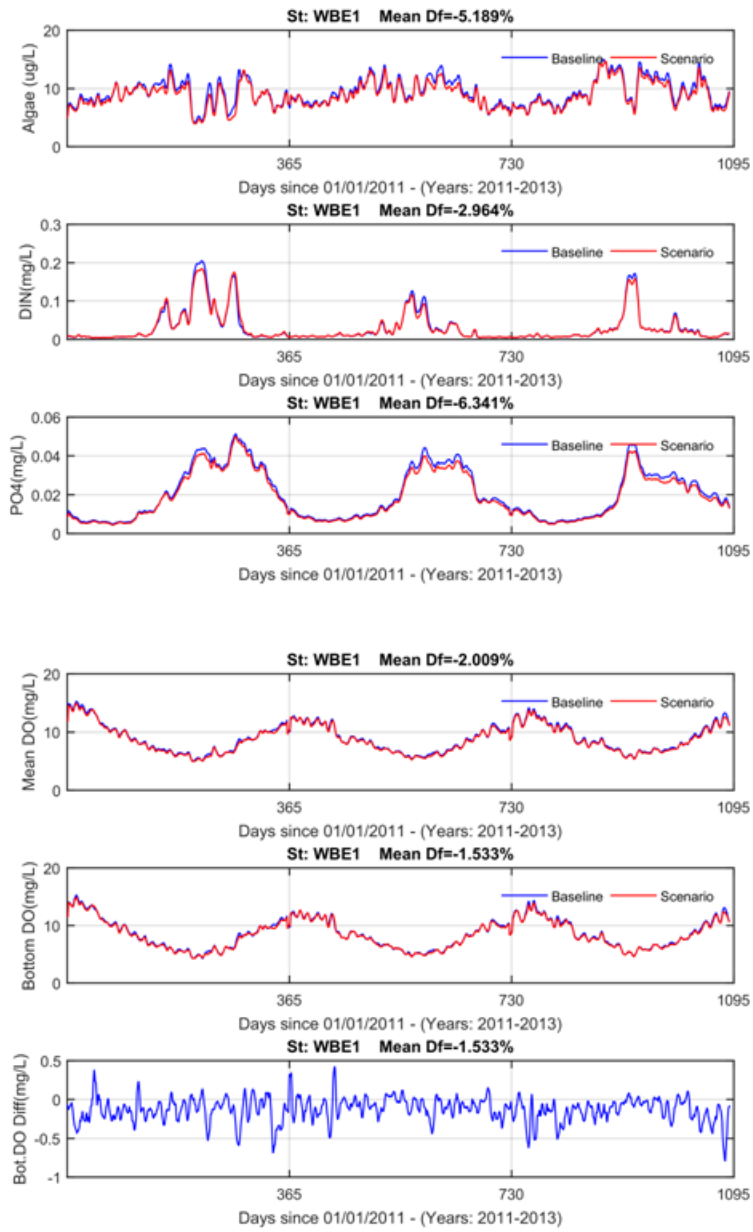 St: WBE1 Mean Df=-5.189%
20
10
0
Algae (ug/L)
Baseline
Scenario
365
730
1095
Days since 01/01/2011 - (Years: 2011-2013)
St: WBE1 Mean Df=-2.964%
0.3
0.2
0.1
0
DIN(mg/L)
Baseline
Scenario
365
730
1095
Days since 01/01/2011 - (Years: 2011-2013)
St: WBE1 Mean Df=-6.341%
0.06
0.04
0.02
0
PO4(mg/L)
Baseline
Scenario
365
730
1095
Days since 01/01/2011 - (Years: 2011-2013)
St: WBE1 Mean Df=-2.009%
20
10
0
Mean DO(mg/L)
Baseline
Scenario
365
730
1095
Days since 01/01/2011 - (Years: 2011-2013)
St: WBE1 Mean Df=-1.533%
20
10
0
Bottom DO(mg/L)
Baseline
Scenario
365
730
1095
Days since 01/01/2011 - (Years: 2011-2013)
St: WBE1 Mean Df=-1.533%
0.5
0
-0.5
-1
Bot.DO Diff(mg/L)
365
730
1095
Days since 01/01/2011 - (Years: 2011-2013)